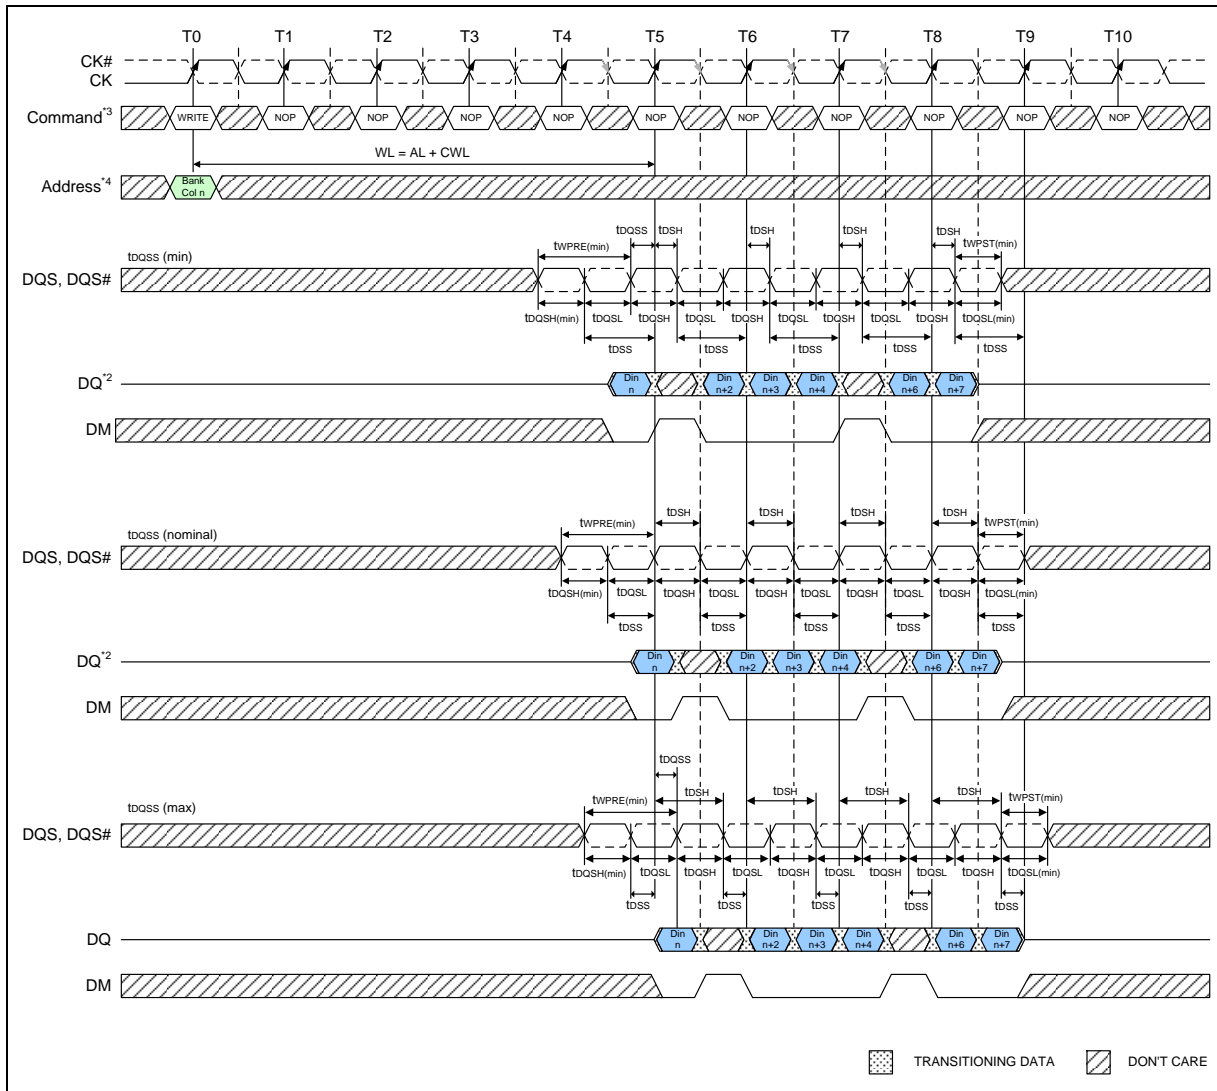 T0 T1 T2 T3 T4 T5 T6 T7 T8 T9 T10
CK#
CK
Command*3 WRITE NOP NOP NOP NOP NOP NOP NOP NOP NOP NOP
WL = AL + CWL
Address*4 Bank Col n
tDQSS tDSH tDSH tDSH tDSH
tDQSS (min) tWPRE(min) tWPST(min)
DQS, DQS#
tDQSH(min) tDQSL tDQSH tDQSL tDQSH tDQSL tDQSH tDQSL tDQSH tDQSL(min)
tDSS tDSS tDSS tDSS tDSS
DQ*2 Din n Din n+2 Din n+3 Din n+4 Din n+6 Din n+7
DM
tDSH tDSH tDSH tDSH
tDQSS (nominal) tWPRE(min) tWPST(min)
DQS, DQS#
tDQSH(min) tDQSL tDQSH tDQSL tDQSH tDQSL tDQSH tDQSL tDQSH tDQSL(min)
tDSS tDSS tDSS tDSS tDSS
DQ*2 Din n Din n+2 Din n+3 Din n+4 Din n+6 Din n+7
DM
tDQSS
tDQSS (max) tWPRE(min) tDSH tDSH tDSH tDSH tWPST(min)
DQS, DQS#
tDQSH(min) tDQSL tDQSH tDQSL tDQSH tDQSL tDQSH tDQSL tDQSH tDQSL(min)
tDSS tDSS tDSS tDSS tDSS
DQ Din n Din n+2 Din n+3 Din n+4 Din n+6 Din n+7
DM
TRANSITIONING DATA DON'T CARE